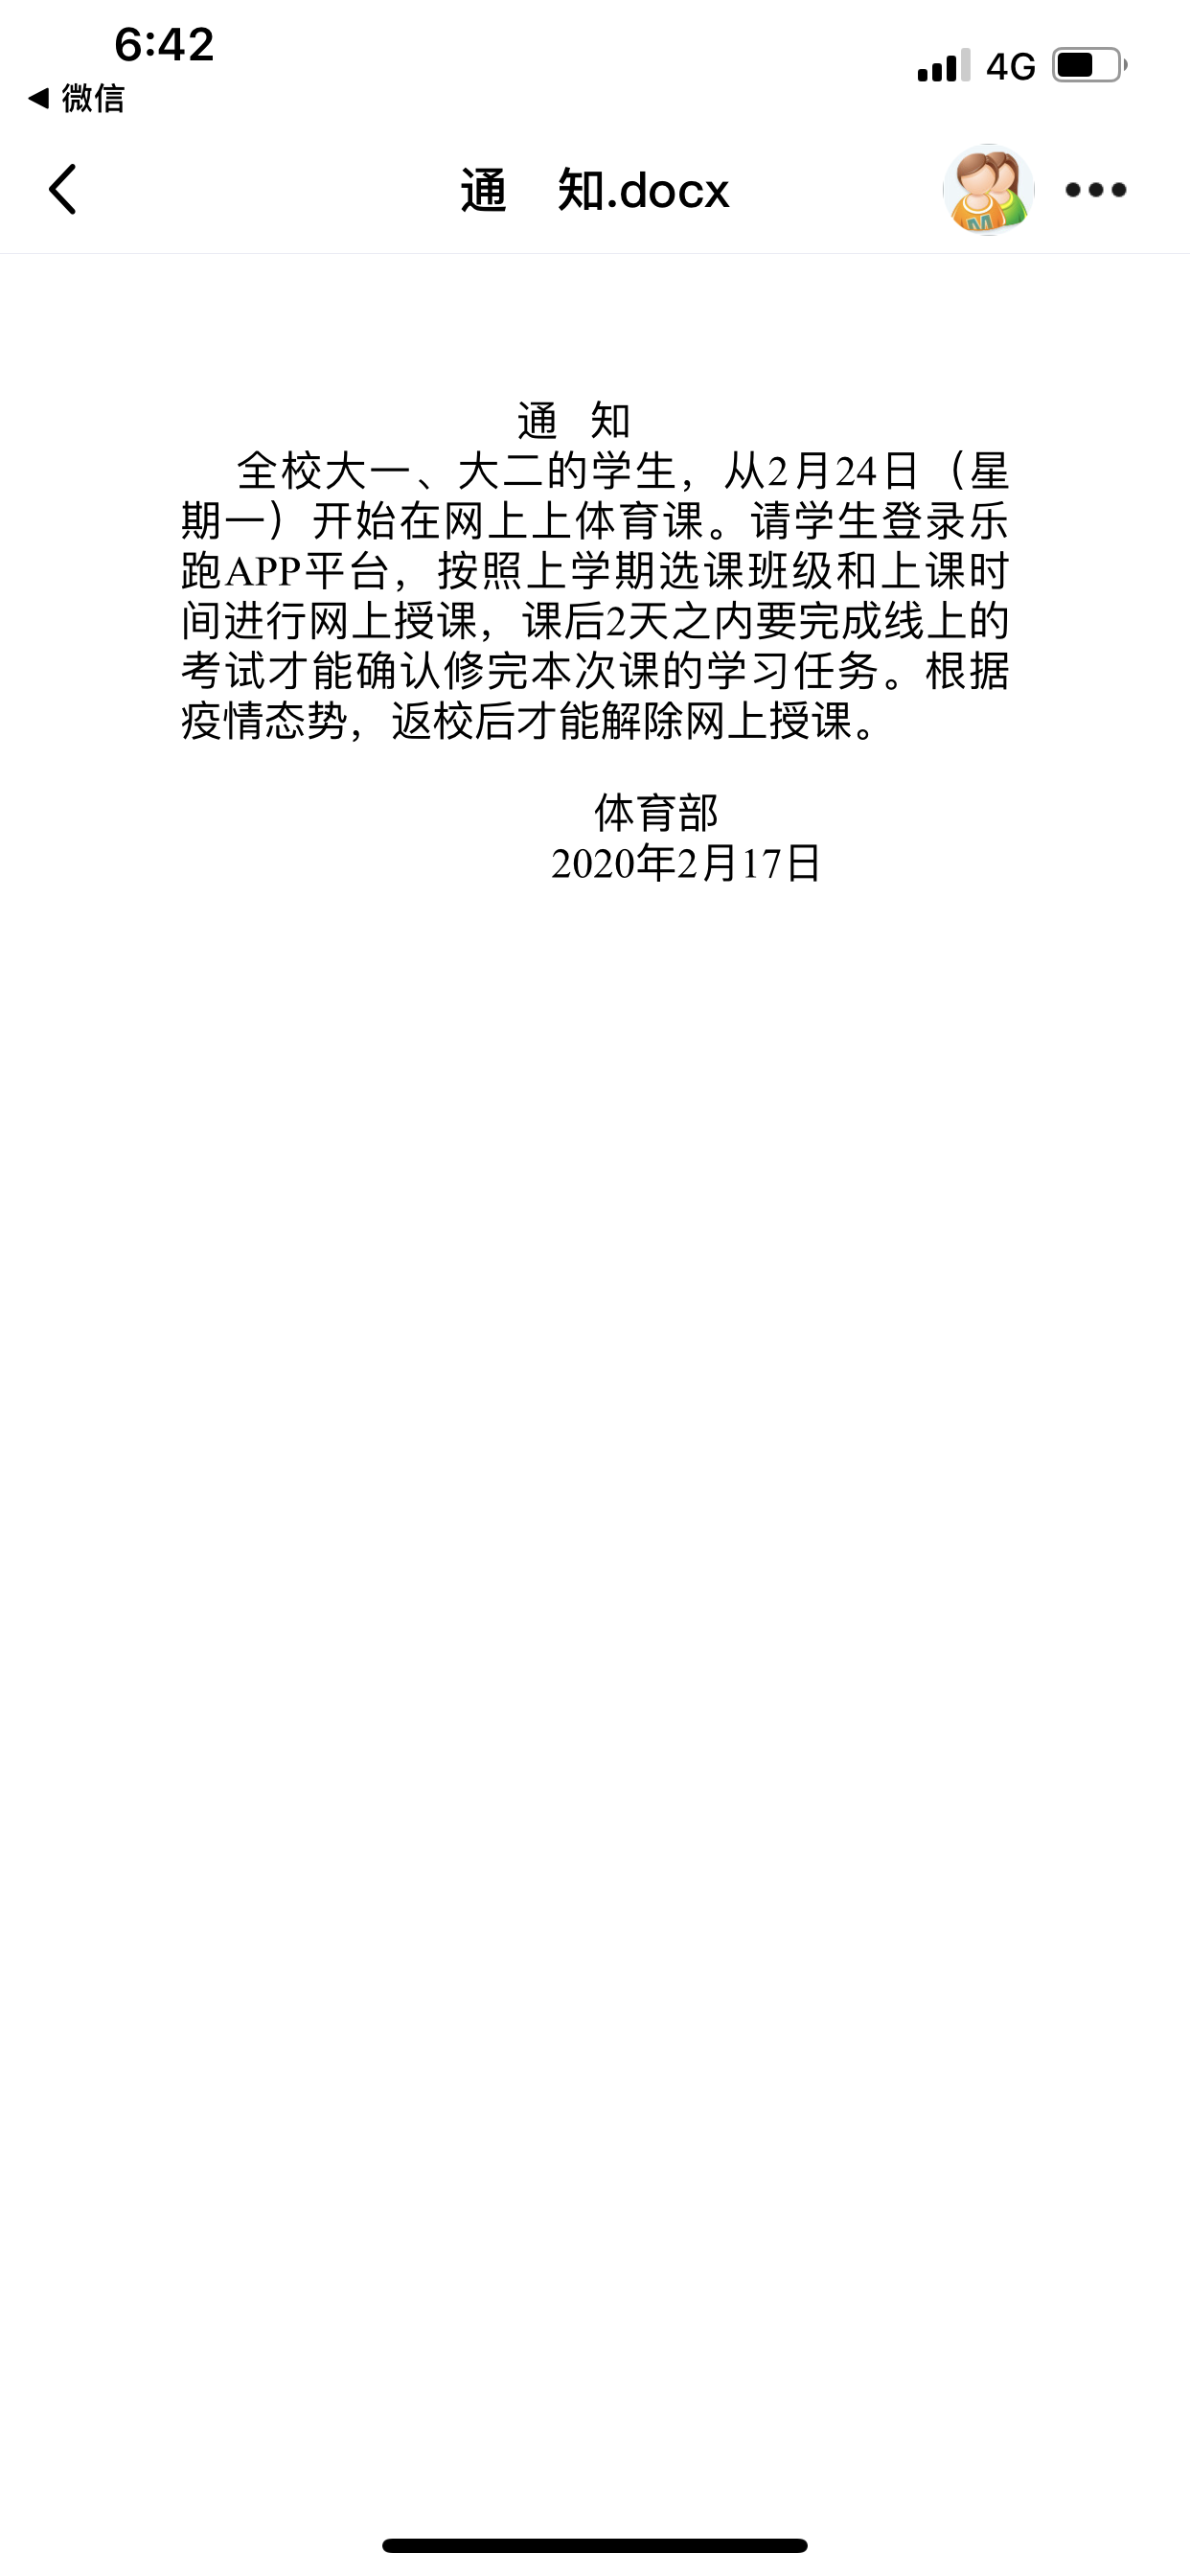 6:42
4G
◀ 微信
通　知.docx
通 知
全校大一、大二的学生，从2月24日（星
期一）开始在网上上体育课。请学生登录乐
跑APP平台，按照上学期选课班级和上课时
间进行网上授课，课后2天之内要完成线上的
考试才能确认修完本次课的学习任务。根据
疫情态势，返校后才能解除网上授课。
体育部
2020年2月17日